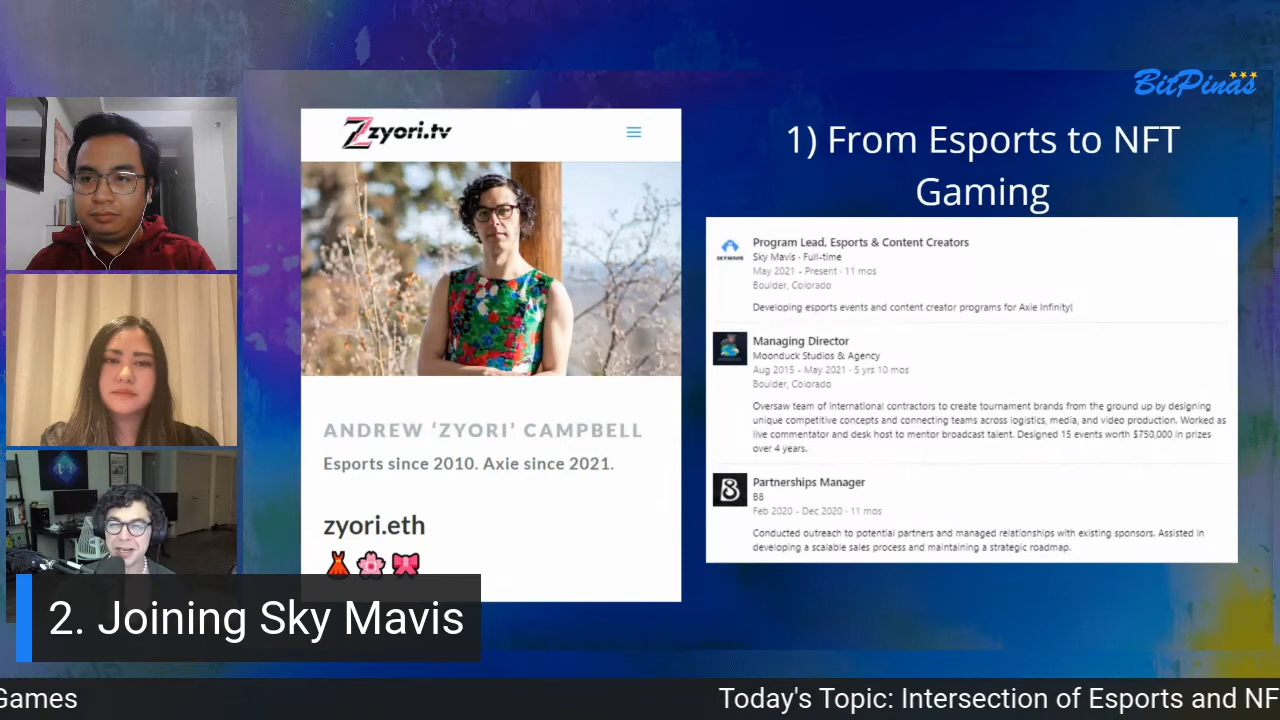 BitPinas
zyori.tv
1) From Esports to NFT
Gaming
Program Lead, Esports & Content Creators
Sky Mavis · Full-time
May 2021 - Present · 11 mos
Boulder, Colorado
Developing esports events and content creator programs for Axie Infinity!
SKY MAVIS
Managing Director
Moonduck Studios & Agency
Aug 2015 - May 2021 · 5 yrs 10 mos
Boulder, Colorado
Oversaw team of international contractors to create tournament brands from the ground up by designing
unique competitive concepts and connecting teams across logistics, media, and video production. Worked as
live commentator and desk host to mentor broadcast talent. Designed 15 events worth $750,000 in prizes
over 4 years.
Partnerships Manager
B8
Feb 2020 - Dec 2020 · 11 mos
Conducted outreach to potential partners and managed relationships with existing sponsors. Assisted in
developing a scalable sales process and maintaining a strategic roadmap.
ANDREW ‘ZYORI’ CAMPBELL
Esports since 2010. Axie since 2021.
zyori.eth
2. Joining Sky Mavis
Games
Today's Topic: Intersection of Esports and NF